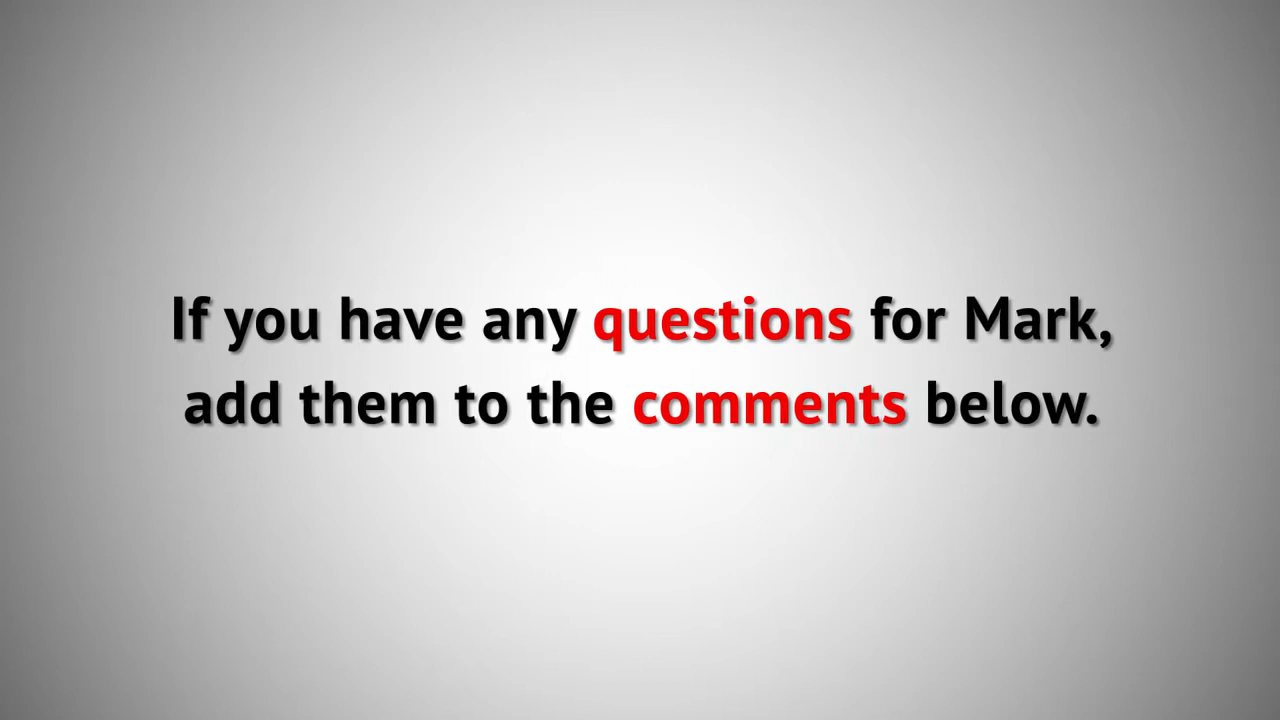 If you have any questions for Mark,
add them to the comments below.